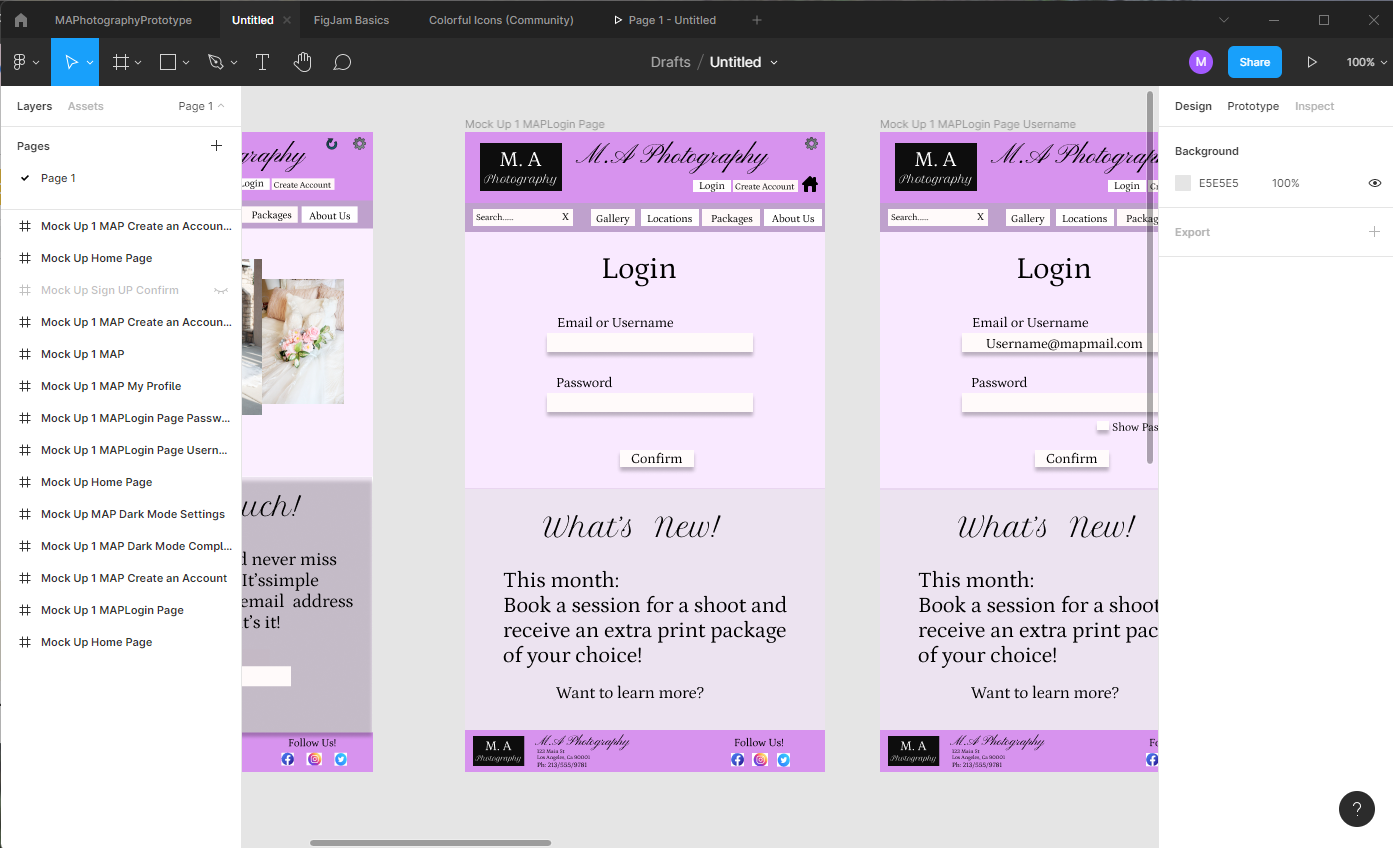 MAPhotographyPrototype
Untitled
FigJam Basics
Colorful Icons (Community)
Page 1 - Untitled
Drafts / Untitled
M
Share
100%
Layers
Assets
Page 1
Pages
Page 1
Mock Up 1 MAP Create an Accoun...
Mock Up Home Page
Mock Up Sign UP Confirm
Mock Up 1 MAP Create an Accoun...
Mock Up 1 MAP
Mock Up 1 MAP My Profile
Mock Up 1 MAPLogin Page Passw...
Mock Up 1 MAPLogin Page Usern...
Mock Up Home Page
Mock Up MAP Dark Mode Settings
Mock Up 1 MAP Dark Mode Compl...
Mock Up 1 MAP Create an Account
Mock Up 1 MAPLogin Page
Mock Up Home Page
ography
Login
Create Account
Packages
About Us
uch!
d never miss
It'ssimple
email address
t's it!
Follow Us!
Mock Up 1 MAPLogin Page
M. A
Photography
M.A Photography
Login
Create Account
Search.....
X
Gallery
Locations
Packages
About Us
Login
Email or Username
Password
Confirm
What's New!
This month:
Book a session for a shoot and
receive an extra print package
of your choice!
Want to learn more?
M. A
Photography
M.A Photography
123 Main St
Los Angeles, Ca 90001
Ph: 213/555/9781
Follow Us!
Mock Up 1 MAPLogin Page Username
M. A
Photography
M.A Photograp
Login
Cr
Search.....
X
Gallery
Locations
Packag
Login
Email or Username
Username@mapmail.com
Password
Show Pas
Confirm
What's New!
This month:
Book a session for a shoot
receive an extra print pac
of your choice!
Want to learn more?
M. A
Photography
M.A Photography
123 Main St
Los Angeles, Ca 90001
Ph: 213/555/9781
Fo
Design
Prototype
Inspect
Background
E5E5E5
100%
Export
?